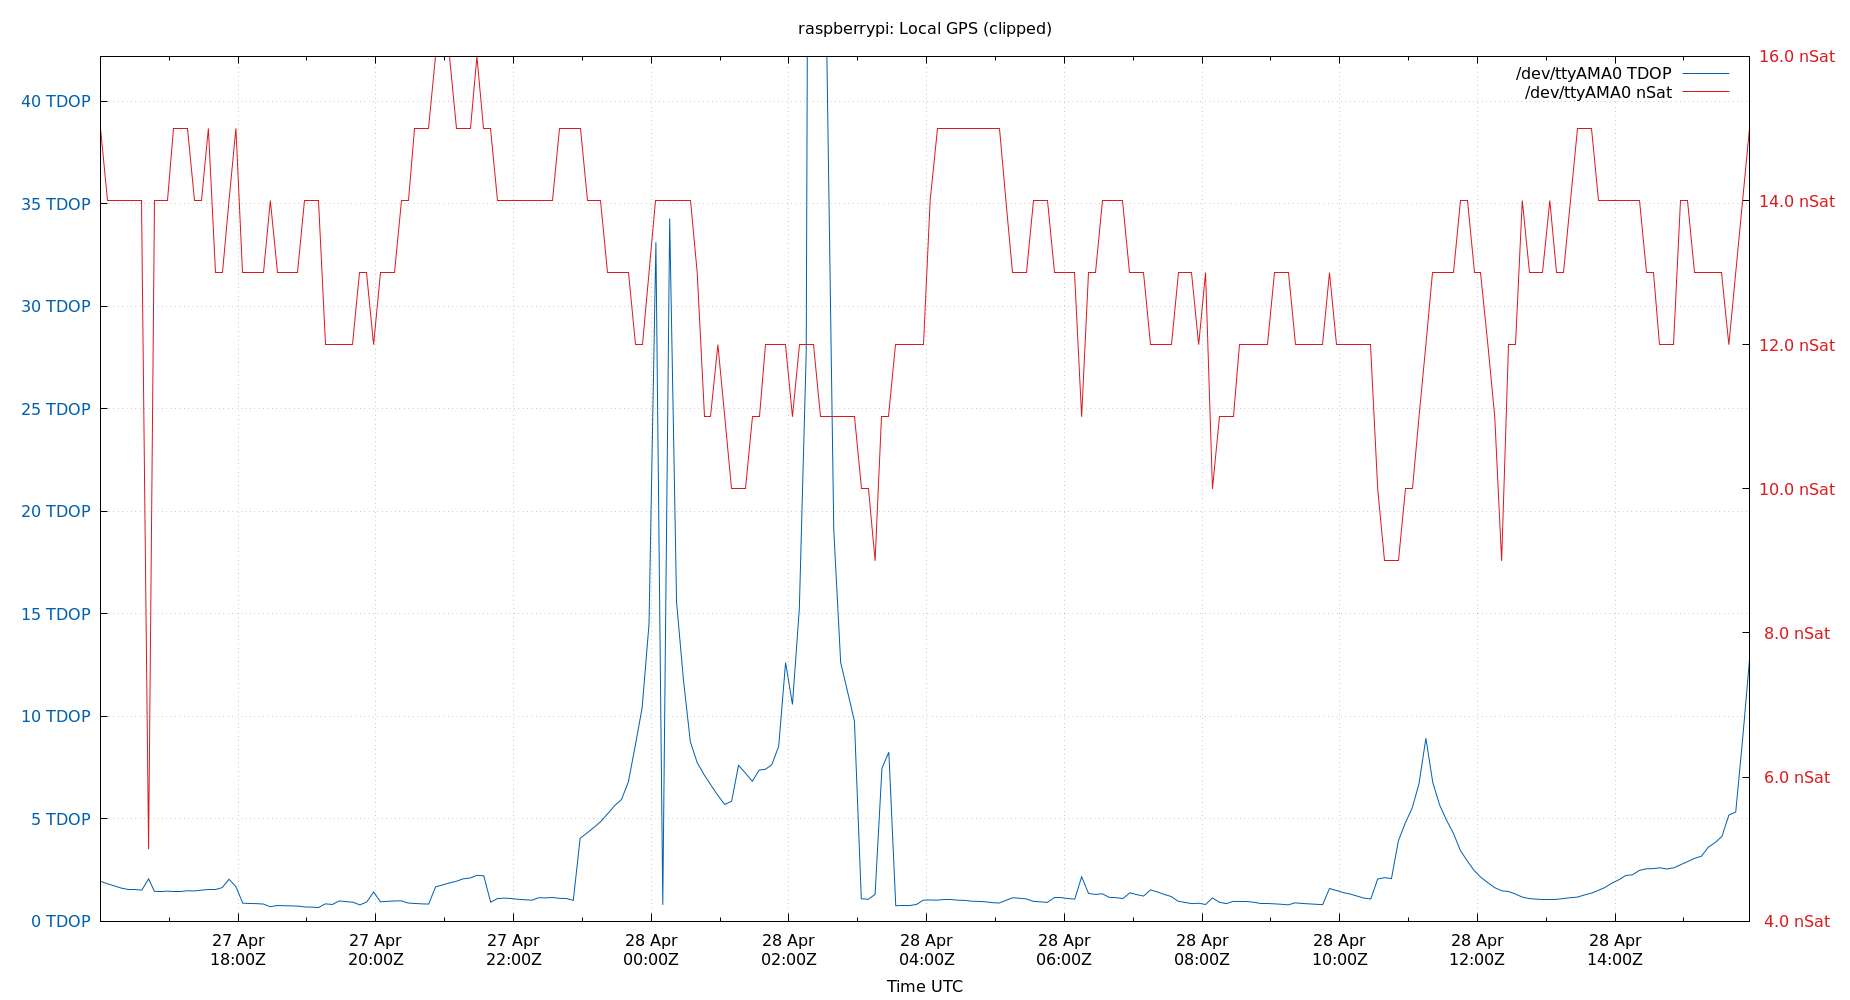 raspberrypi: Local GPS (clipped)
/dev/ttyAMA0 TDOP
/dev/ttyAMA0 nSat
40 TDOP
35 TDOP
30 TDOP
25 TDOP
20 TDOP
15 TDOP
10 TDOP
5 TDOP
0 TDOP
16.0 nSat
14.0 nSat
12.0 nSat
10.0 nSat
8.0 nSat
6.0 nSat
4.0 nSat
27 Apr
18:00Z
27 Apr
20:00Z
27 Apr
22:00Z
28 Apr
00:00Z
28 Apr
02:00Z
28 Apr
04:00Z
28 Apr
06:00Z
28 Apr
08:00Z
28 Apr
10:00Z
28 Apr
12:00Z
28 Apr
14:00Z
Time UTC